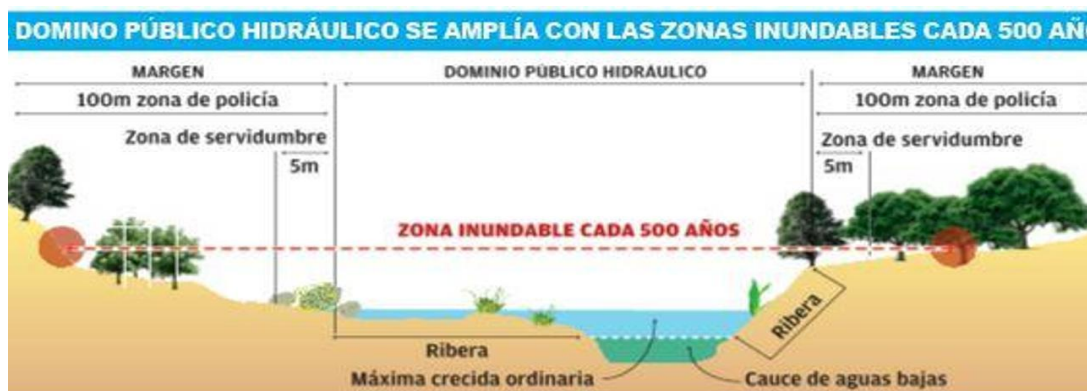 DOMINO PÚBLICO HIDRÁULICO SE AMPLÍA CON LAS ZONAS INUNDABLES CADA 500 AÑ
MARGEN DOMINIO PÚBLICO HIDRÁULICO MARGEN
100m zona de policía 100m zona de policía
Zona de servidumbre Zona de servidumbre
5m 5m
ZONA INUNDABLE CADA 500 AÑOS
Ribera
Ribera
Máxima crecida ordinaria Cauce de aguas bajas